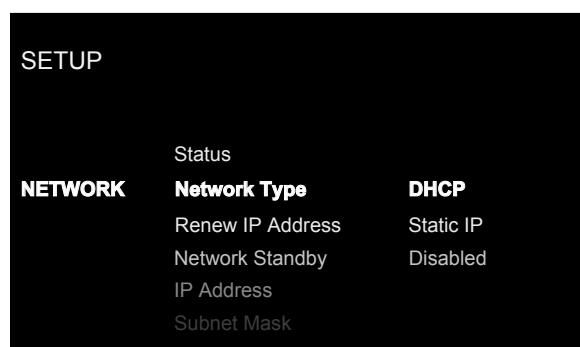 SETUP
Status
NETWORK Network Type DHCP
Renew IP Address Static IP
Network Standby Disabled
IP Address
Subnet Mask